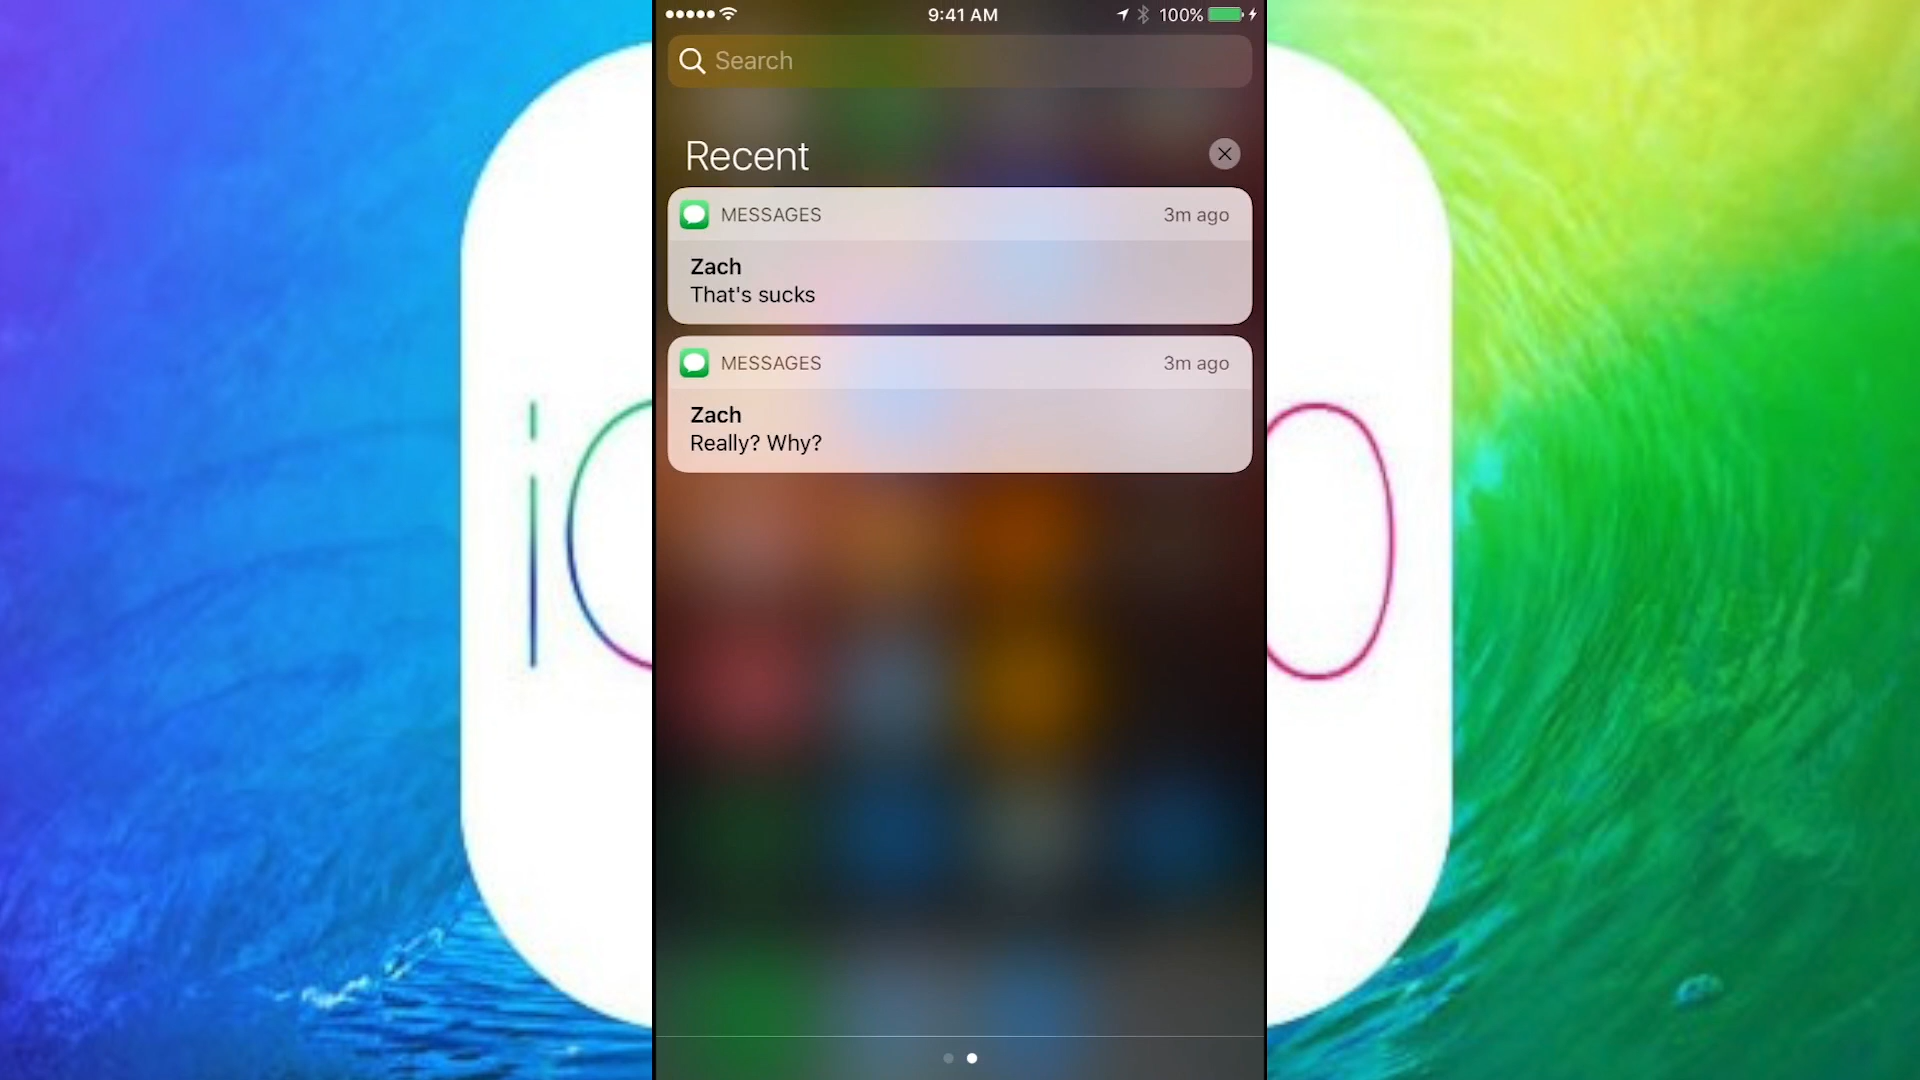 9:41 AM
100%
Search
Recent
MESSAGES
3m ago
Zach
That's sucks
MESSAGES
3m ago
Zach
Really? Why?